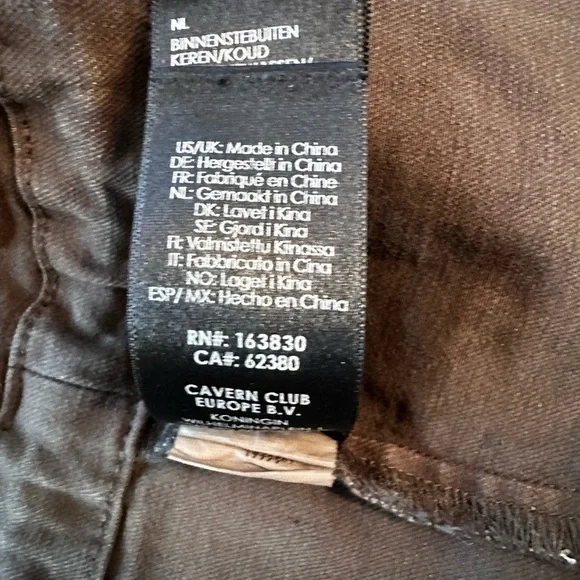 NL
BINNENSTEBUITEN
KEREN/KOUD
US/UK: Made in China
DE: Hergestellt in China
FR: Fabriqué en Chine
NL: Gemaakt in China
DK: Lavet i Kina
SE: Gjord i Kina
FI: Valmistettu Kiinassa
IT: Fabbricato in Cina
NO: Laget i Kina
ESP/MX: Hecho en China
RN#: 163830
CA#: 62380
CAVERN CLUB
EUROPE B.V.
KONINGIN
WILHELMINAPLEIN 1